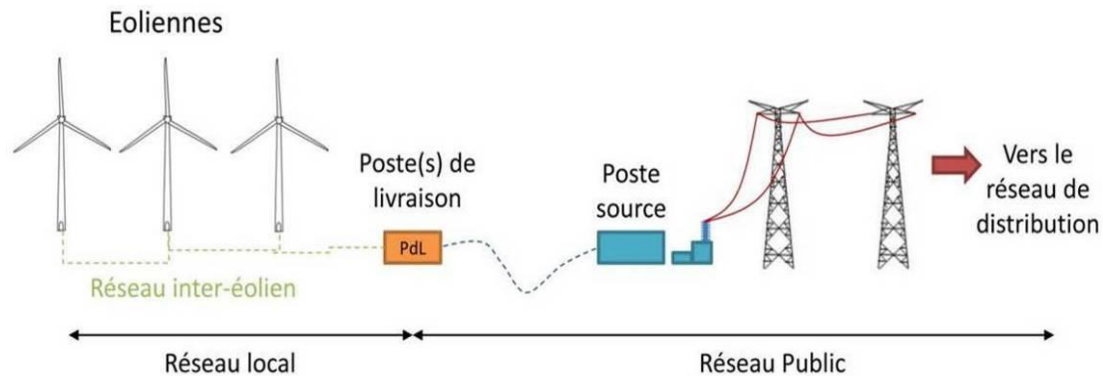 Eoliennes
Poste(s) de
livraison
Poste
source
Vers le
réseau de
distribution
PdL
Réseau inter-éolien
Réseau local
Réseau Public